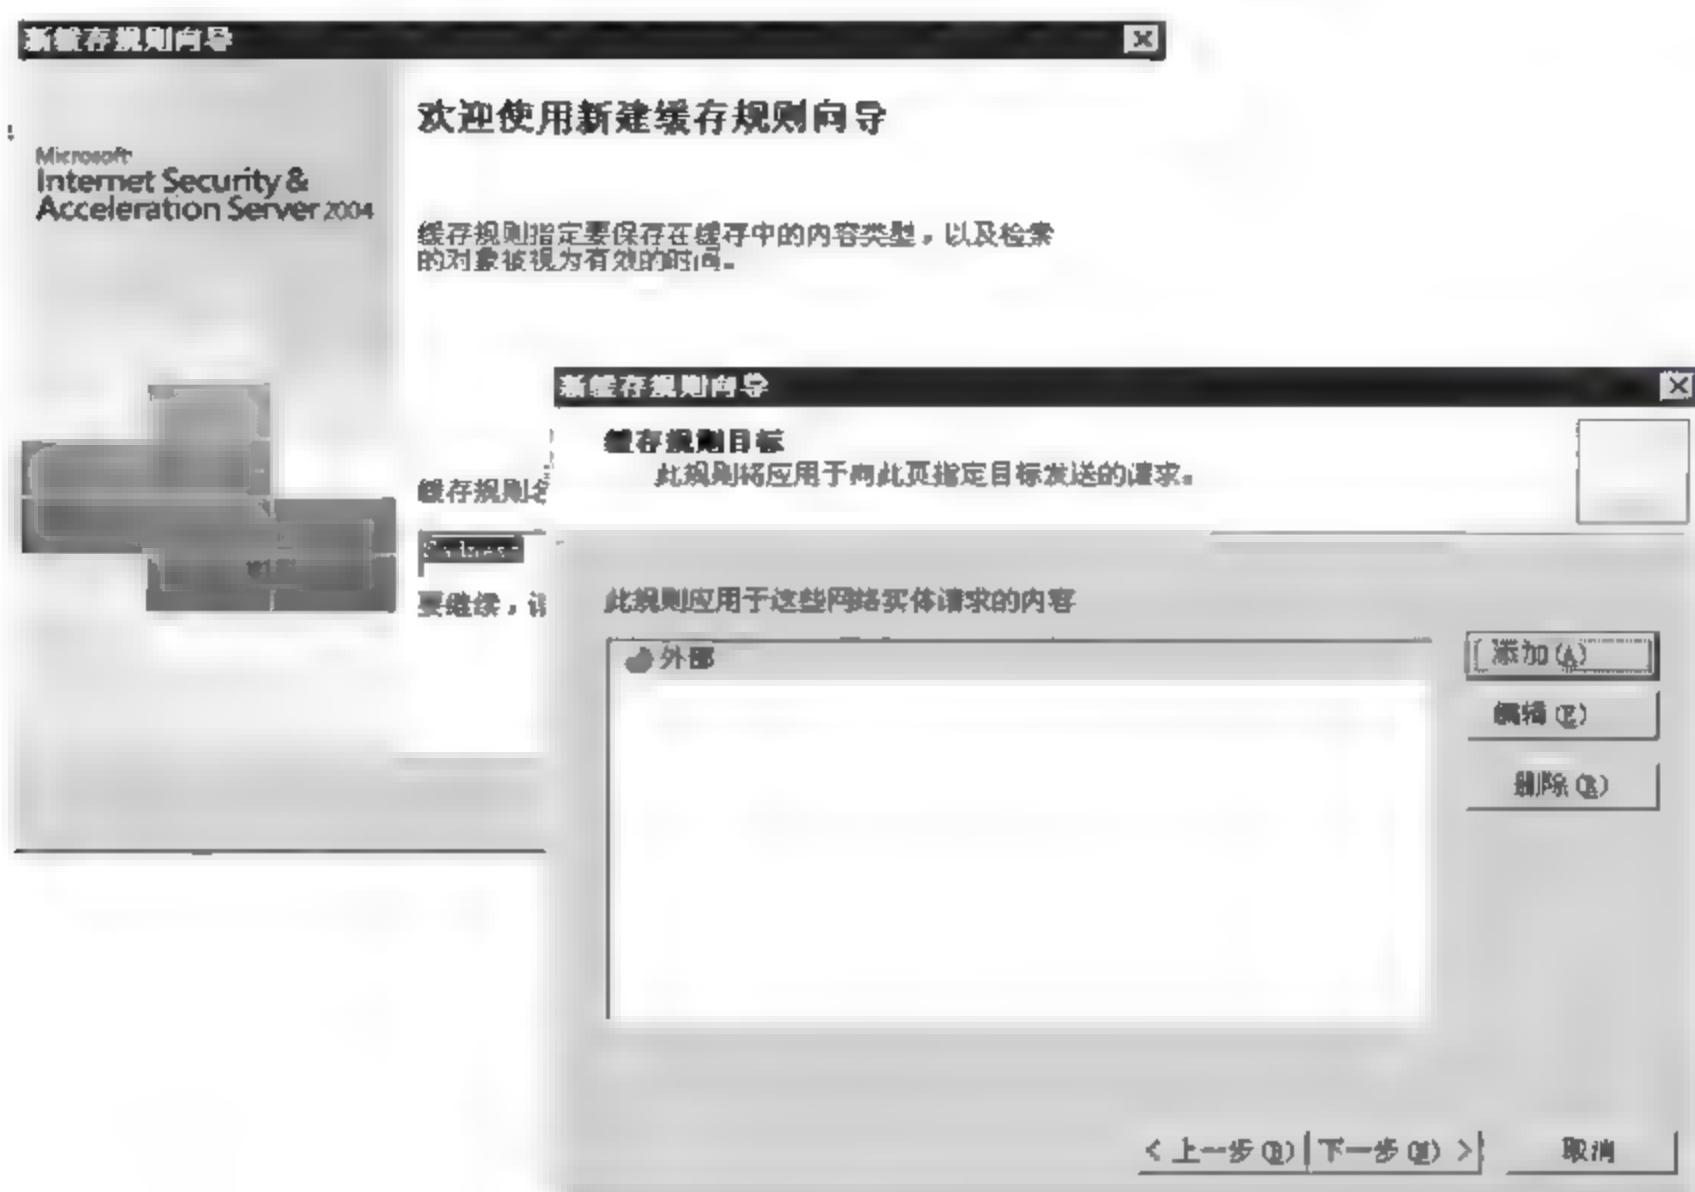 新缓存规则向导
欢迎使用新建缓存规则向导
Microsoft
Internet Security &
Acceleration Server 2004
缓存规则指定要保存在缓存中的内容类型，以及检索
的对象被视为有效的时间。
缓存规则名
要继续，请
新缓存规则向导
缓存规则目标
此规则将应用于向此页指定目标发送的请求。
此规则应用于这些网络实体请求的内容
外部
添加(A)
编辑(E)
删除(R)
< 上一步(B)
下一步(N) >
取消